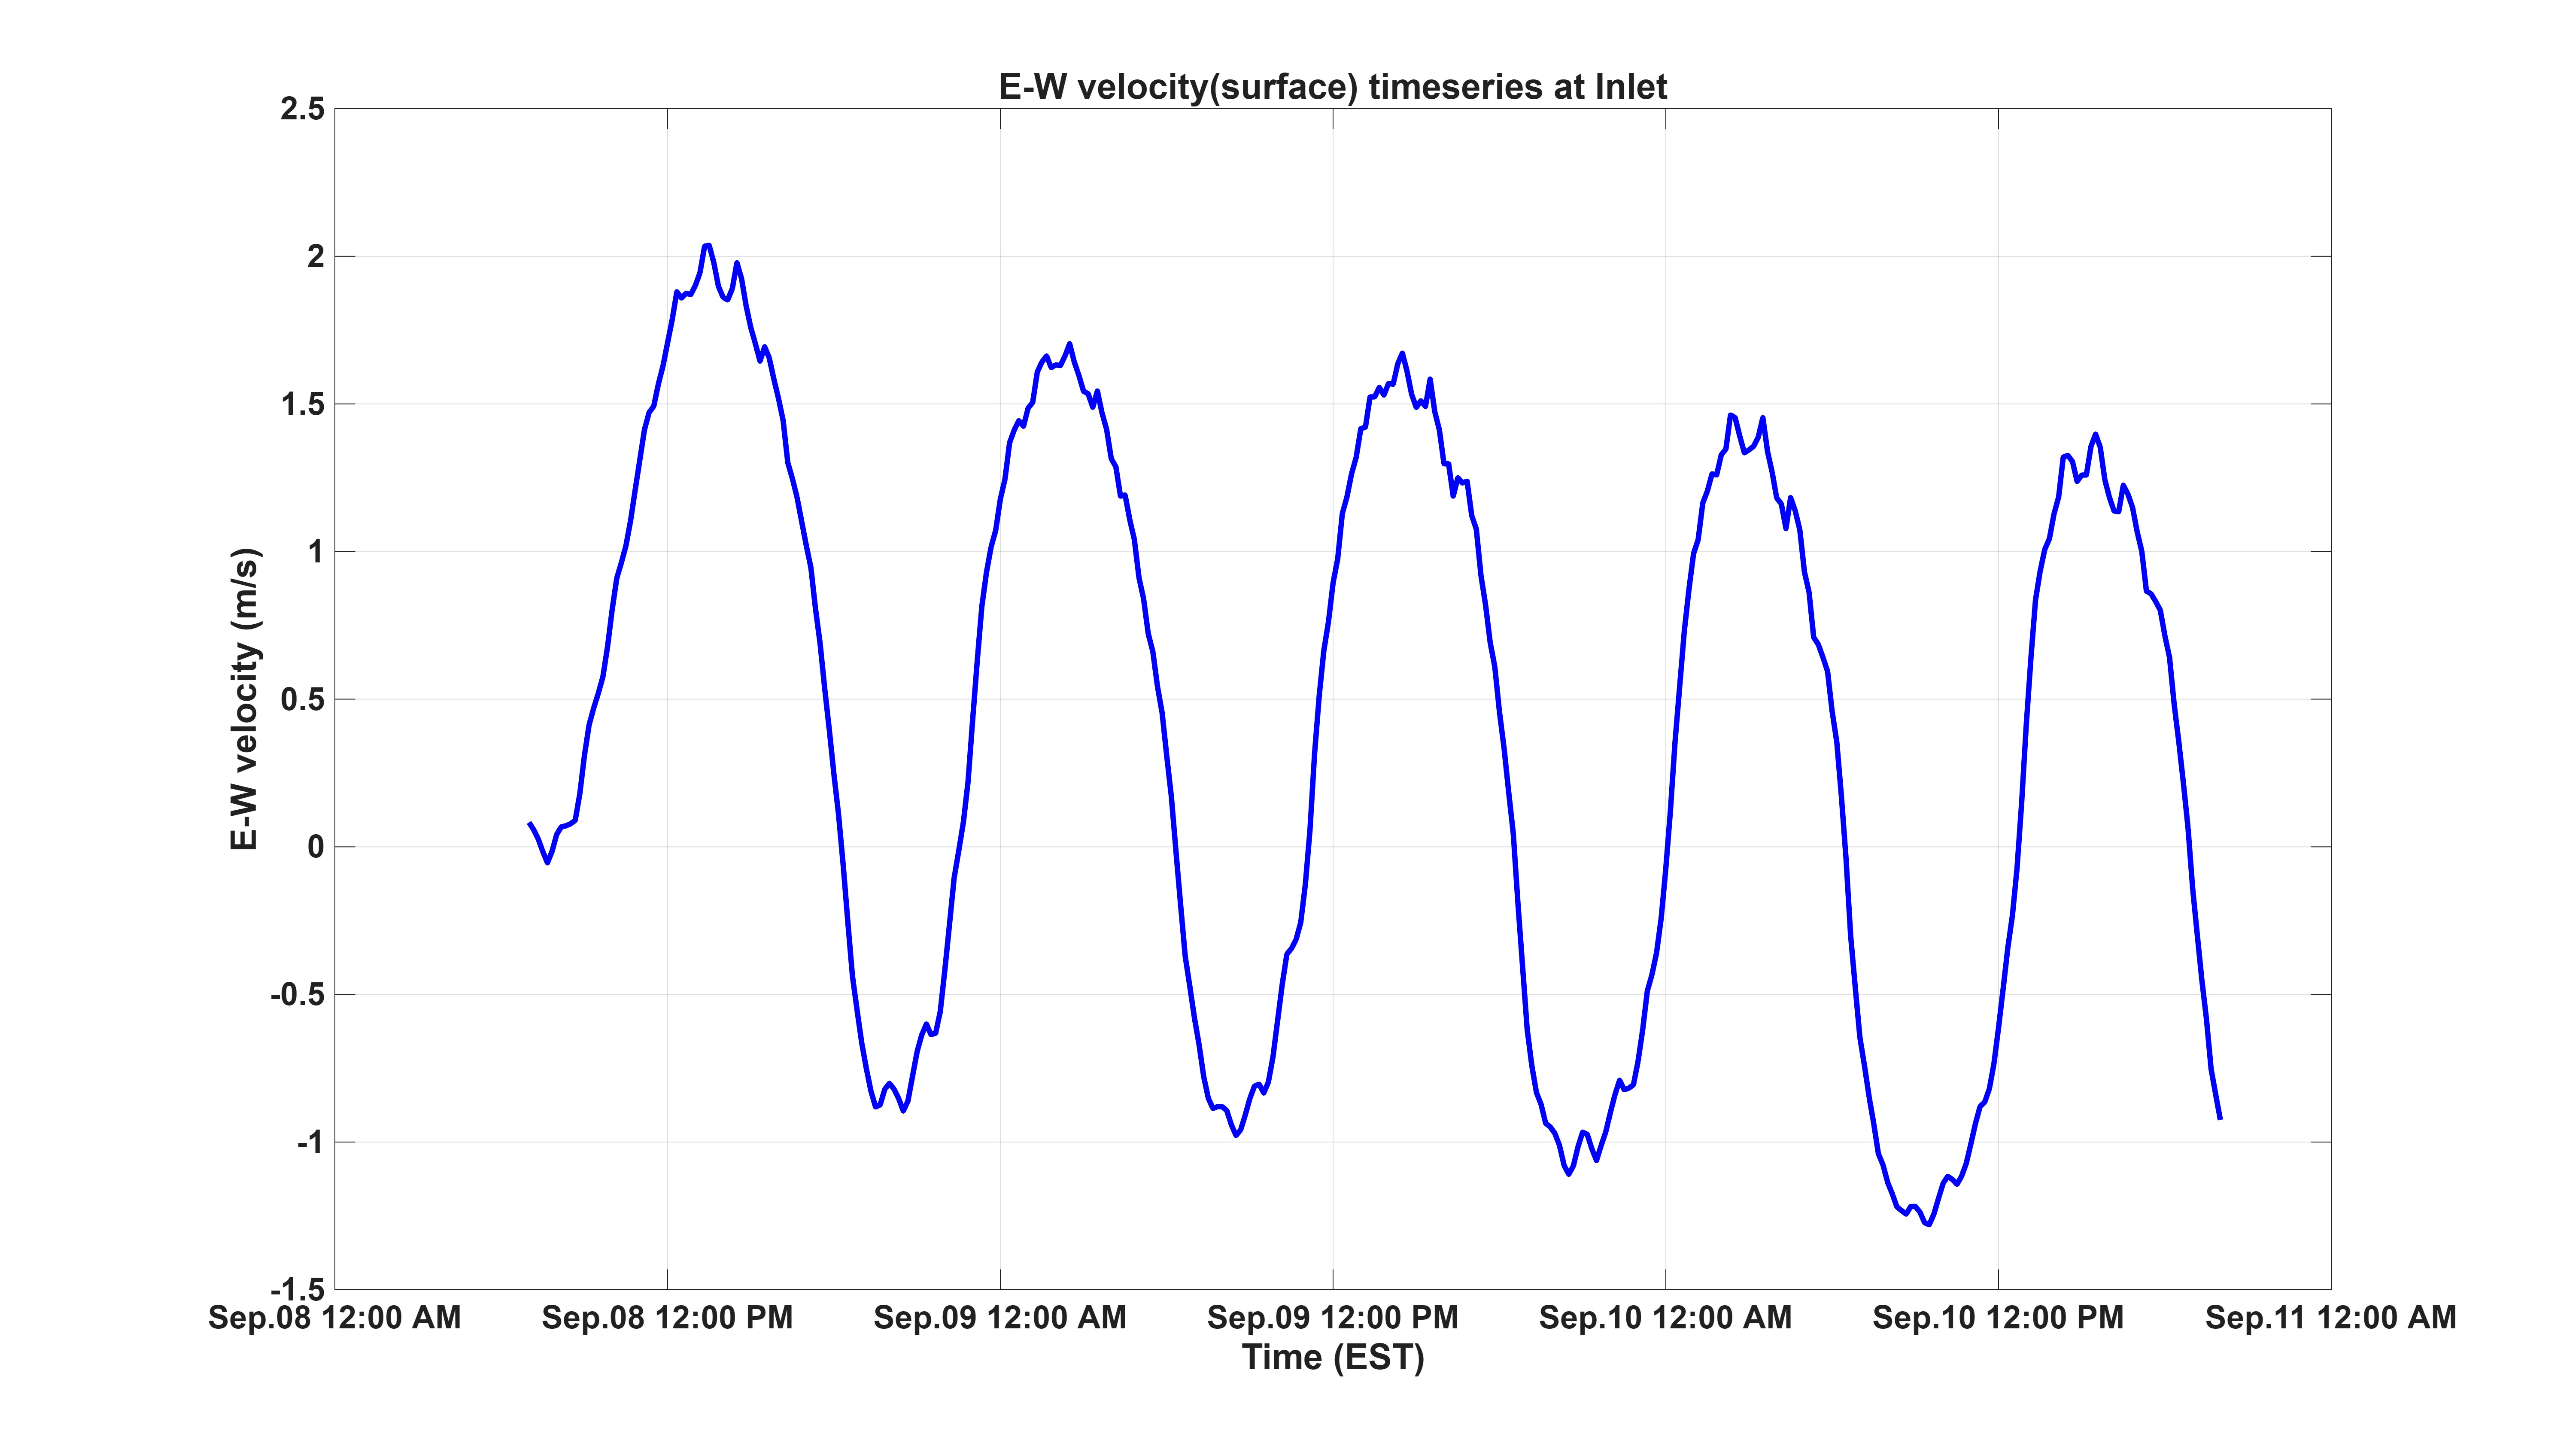 E-W velocity(surface) timeseries at Inlet
2.5
2
1.5
1
0.5
0
-0.5
-1
-1.5
E-W velocity (m/s)
Sep.08 12:00 AM Sep.08 12:00 PM Sep.09 12:00 AM Sep.09 12:00 PM Sep.10 12:00 AM Sep.10 12:00 PM Sep.11 12:00 AM
Time (EST)